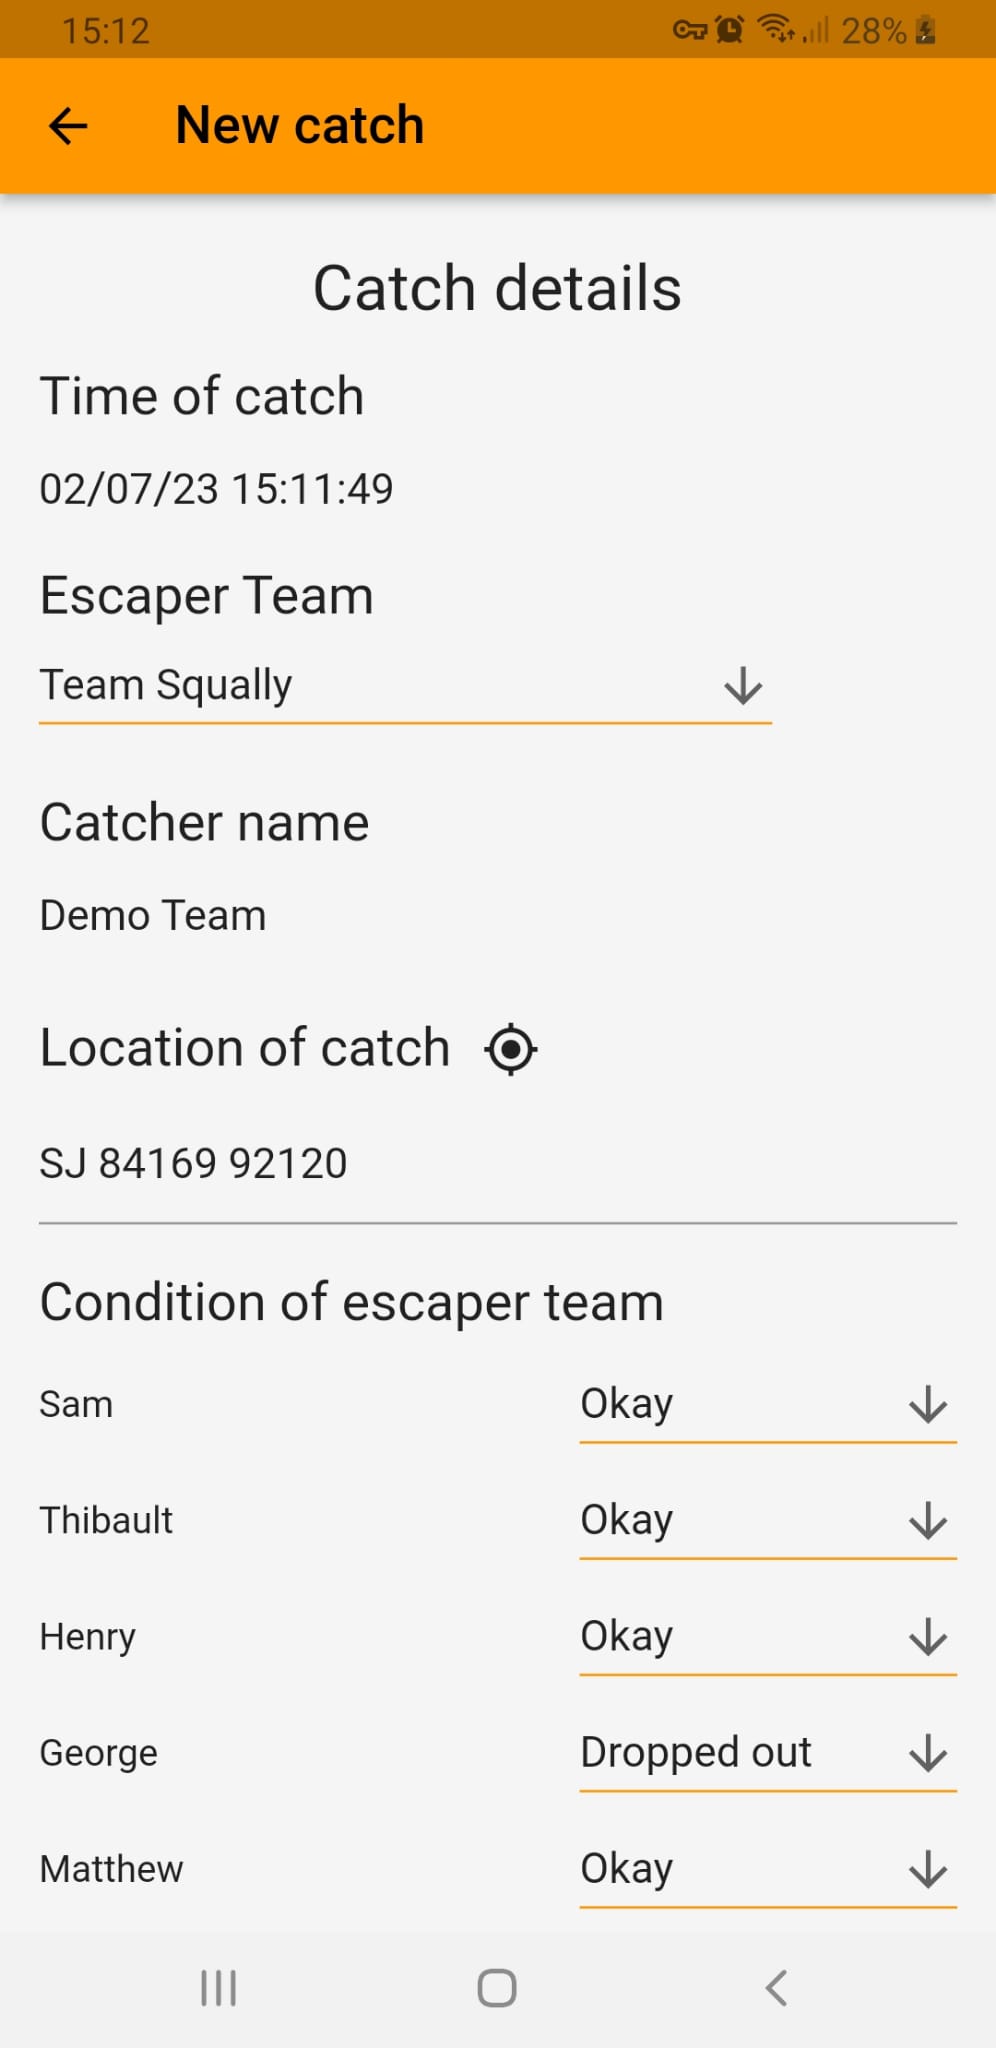 15:12 28%
New catch
Catch details
Time of catch
02/07/23 15:11:49
Escaper Team
Team Squally
Catcher name
Demo Team
Location of catch
SJ 84169 92120
Condition of escaper team
Sam Okay
Thibault Okay
Henry Okay
George Dropped out
Matthew Okay